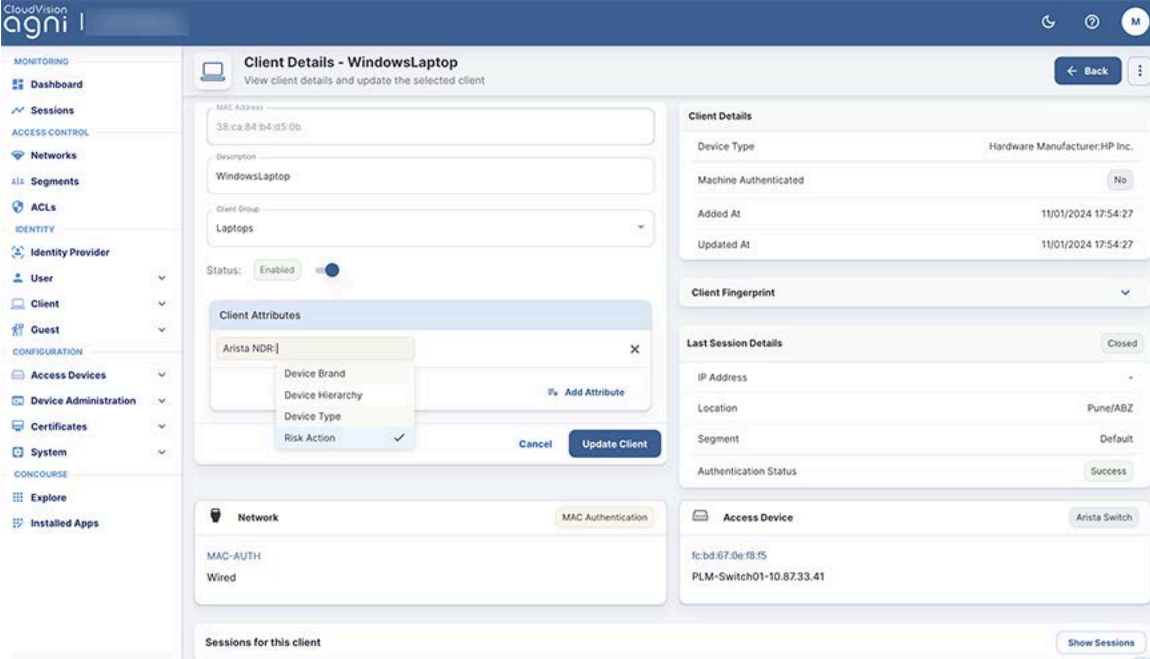 CloudVision
agni
M
MONITORING
Dashboard
Sessions
ACCESS CONTROL
Networks
Segments
ACLs
IDENTITY
Identity Provider
User
Client
Guest
CONFIGURATION
Access Devices
Device Administration
Certificates
System
CONCOURSE
Explore
Installed Apps
Client Details - WindowsLaptop
View client details and update the selected client
Back
MAC Address
38:ca:84:b4:d5:0b
Description
WindowsLaptop
Client Group
Laptops
Status: Enabled
Client Attributes
Arista NDR:
Device Brand
Device Hierarchy
Device Type
Risk Action
Add Attribute
Cancel Update Client
Client Details
Device Type Hardware Manufacturer:HP Inc.
Machine Authenticated No
Added At 11/01/2024 17:54:27
Updated At 11/01/2024 17:54:27
Client Fingerprint
Last Session Details Closed
IP Address -
Location Pune/ABZ
Segment Default
Authentication Status Success
Network MAC Authentication
MAC-AUTH
Wired
Access Device Arista Switch
fc:bd:67:0e:f8:f5
PLM-Switch01-10.87.33.41
Sessions for this client Show Sessions